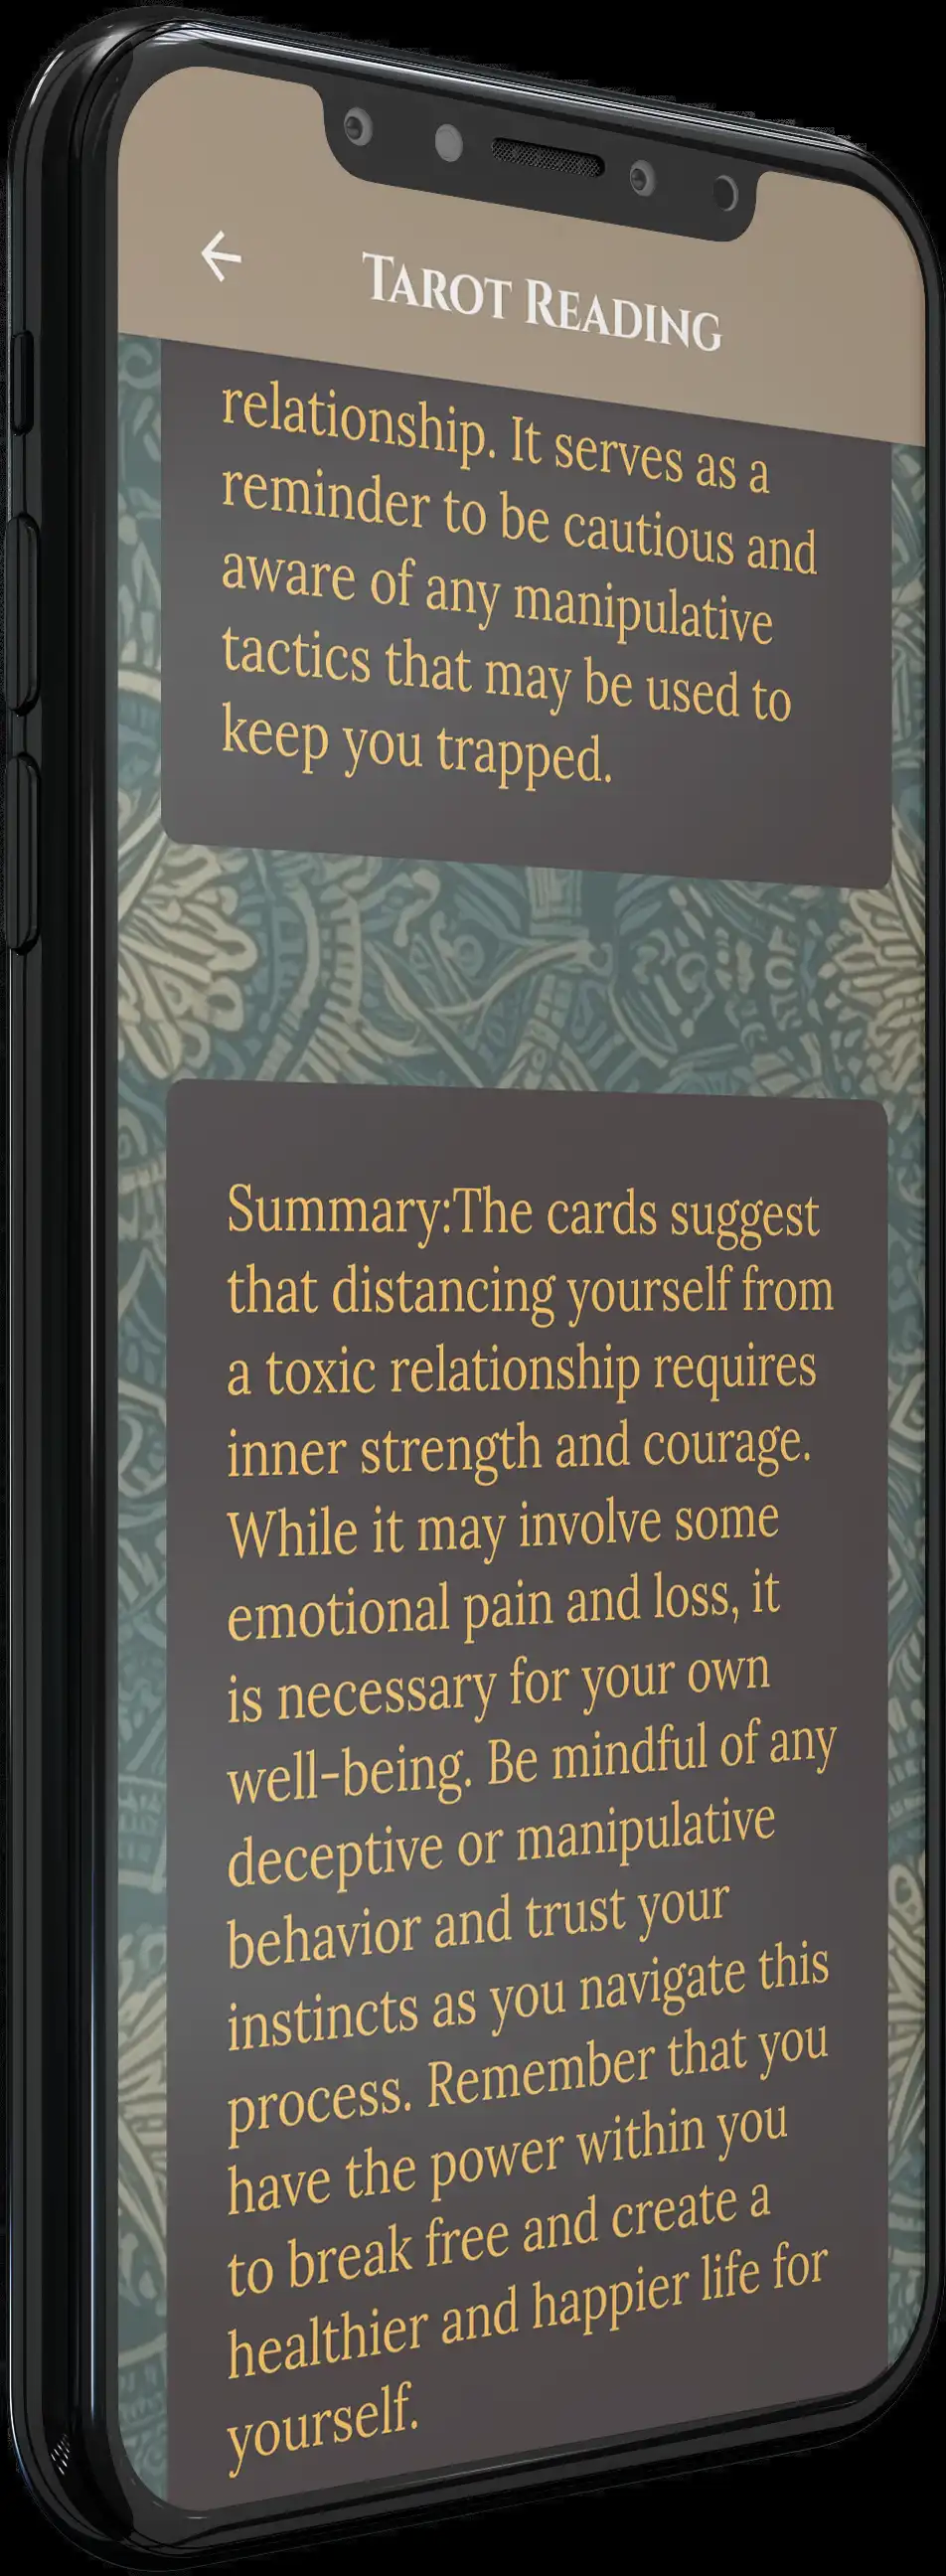 Tarot Reading
relationship. It serves as a
reminder to be cautious and
aware of any manipulative
tactics that may be used to
keep you trapped.
Summary:The cards suggest
that distancing yourself from
a toxic relationship requires
inner strength and courage.
While it may involve some
emotional pain and loss, it
is necessary for your own
well-being. Be mindful of any
deceptive or manipulative
behavior and trust your
instincts as you navigate this
process. Remember that you
have the power within you
to break free and create a
healthier and happier life for
yourself.